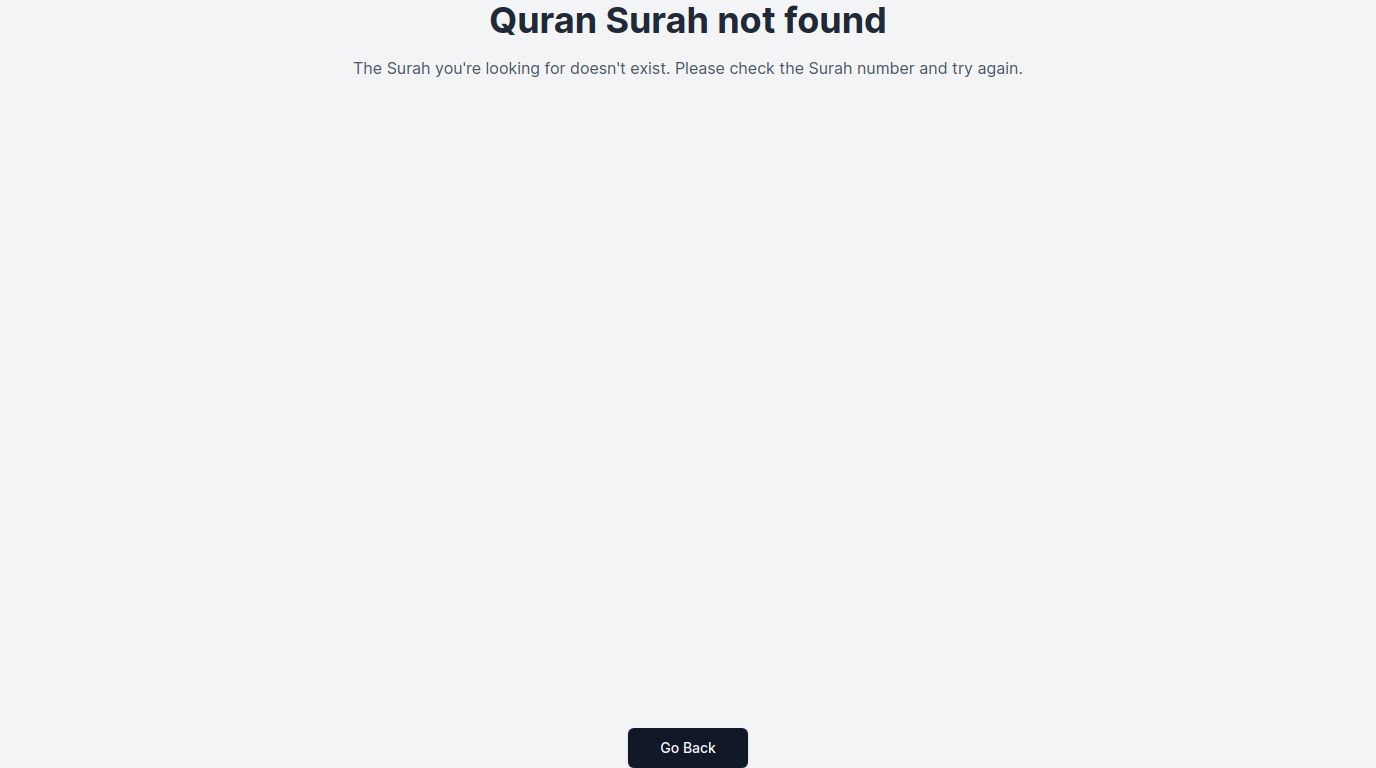 Quran Surah not found
The Surah you're looking for doesn't exist. Please check the Surah number and try again.
Go Back